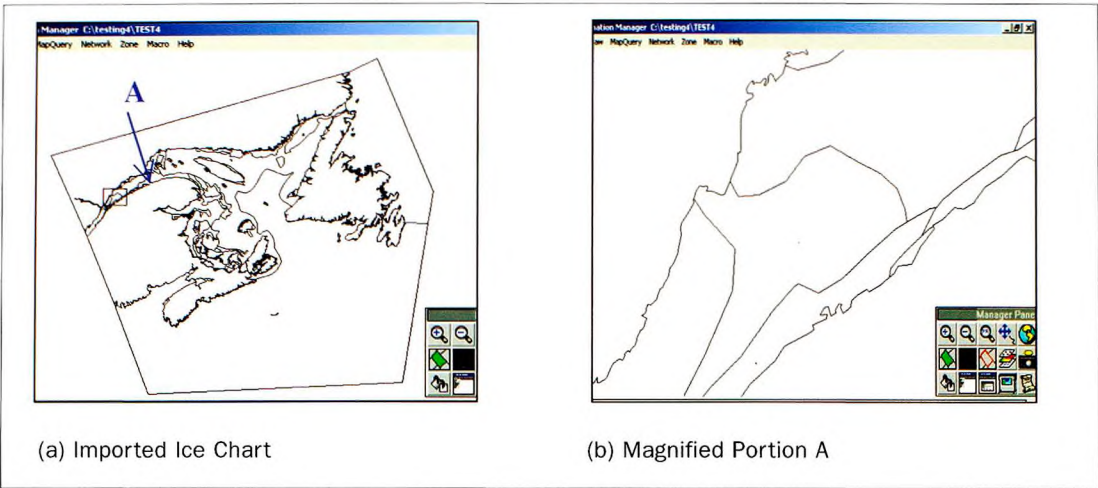 Manager C:\testing4\TEST4
MapQuery Network Zone Macro Help
A
ation Manager C:\testing4\TEST4
aw MapQuery Network Zone Macro Help
Manager Pane
(a) Imported Ice Chart
(b) Magnified Portion A